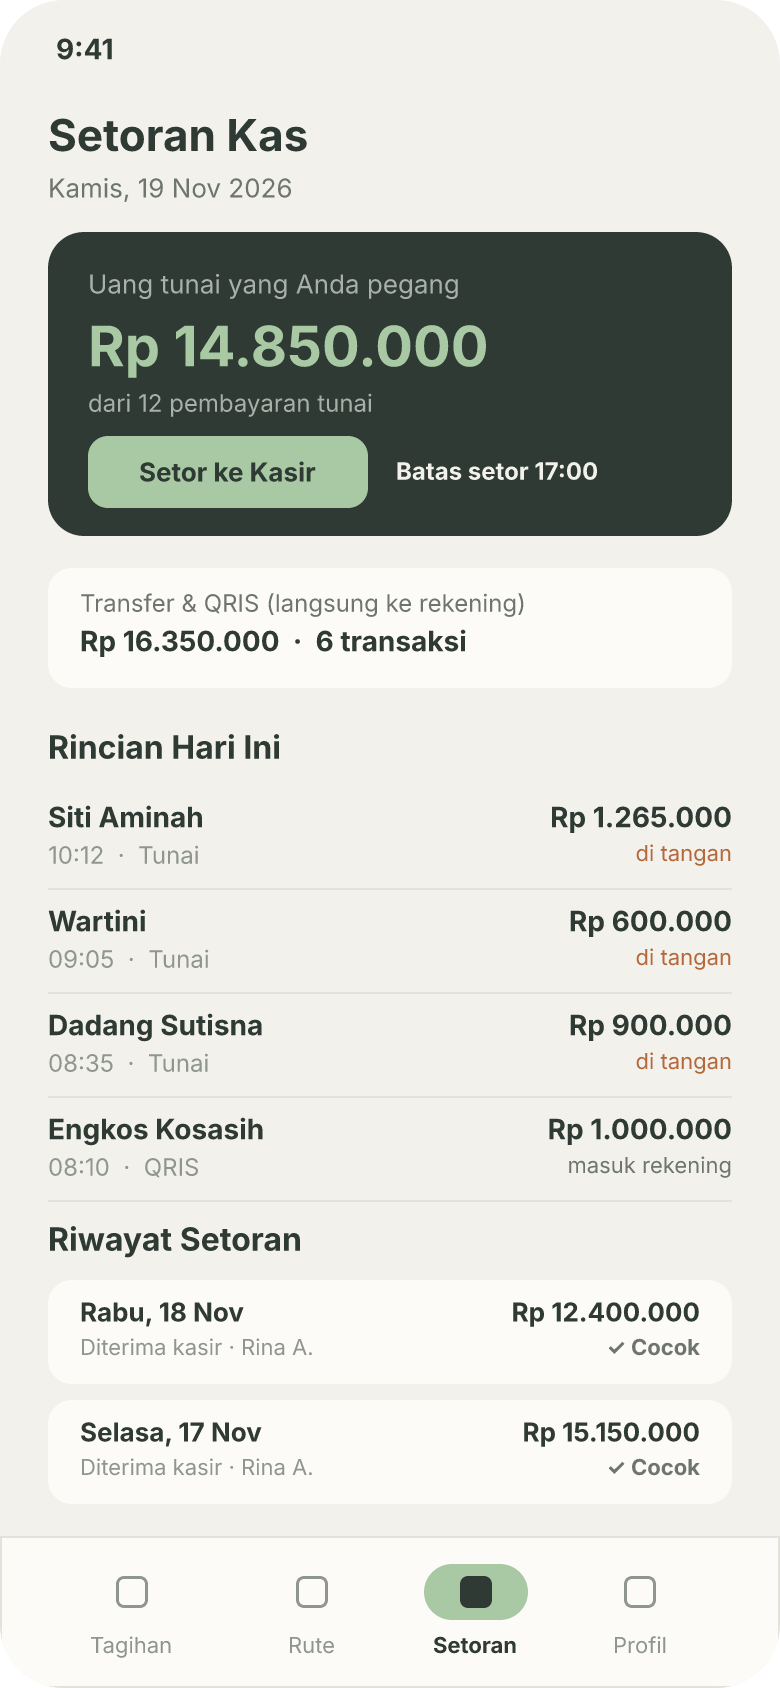 9:41
Setoran Kas
Kamis, 19 Nov 2026
Uang tunai yang Anda pegang
Rp 14.850.000
dari 12 pembayaran tunai
Setor ke Kasir
Batas setor 17:00
Transfer & QRIS (langsung ke rekening)
Rp 16.350.000 · 6 transaksi
Rincian Hari Ini
Siti Aminah
Rp 1.265.000
10:12 · Tunai
di tangan
Wartini
Rp 600.000
09:05 · Tunai
di tangan
Dadang Sutisna
Rp 900.000
08:35 · Tunai
di tangan
Engkos Kosasih
Rp 1.000.000
08:10 · QRIS
masuk rekening
Riwayat Setoran
Rabu, 18 Nov
Rp 12.400.000
Diterima kasir · Rina A.
✓ Cocok
Selasa, 17 Nov
Rp 15.150.000
Diterima kasir · Rina A.
✓ Cocok
Tagihan
Rute
Setoran
Profil